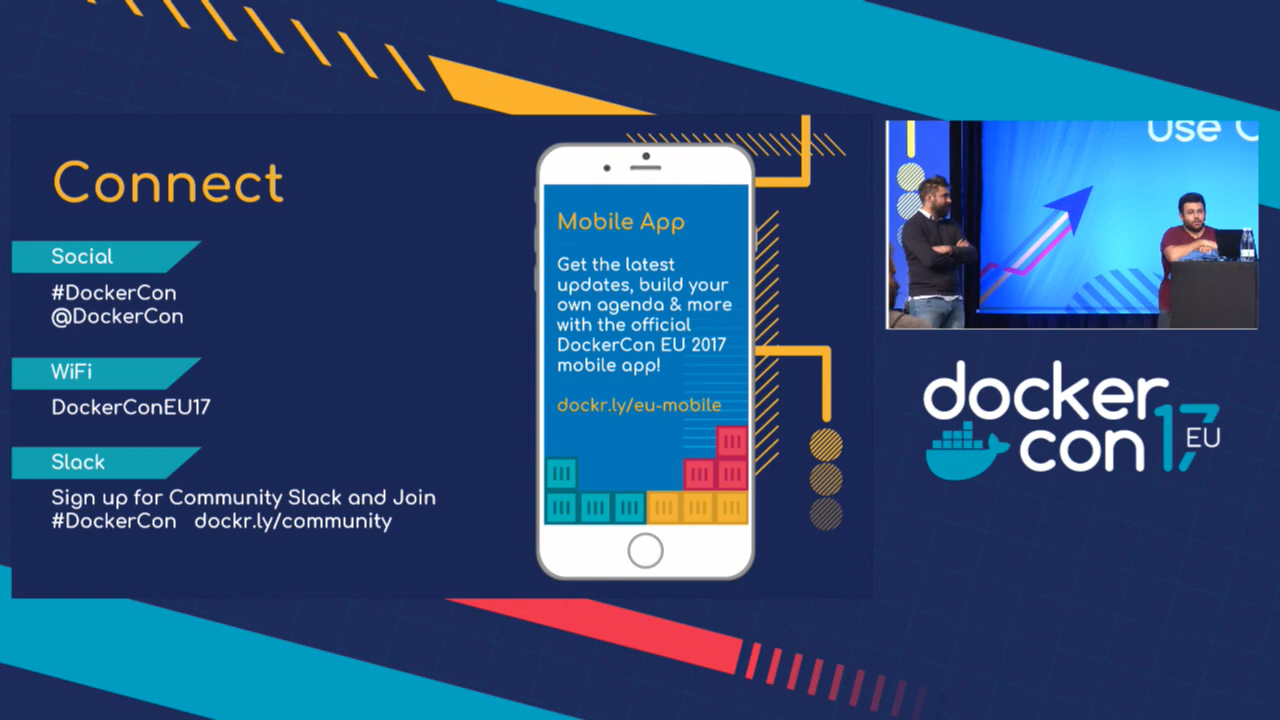 Connect
Social
#DockerCon
@DockerCon
WiFi
DockerConEU17
Slack
Sign up for Community Slack and Join
#DockerCon dockr.ly/community
Mobile App
Get the latest
updates, build your
own agenda & more
with the official
DockerCon EU 2017
mobile app!
dockr.ly/eu-mobile
Use
docker
con 17 EU